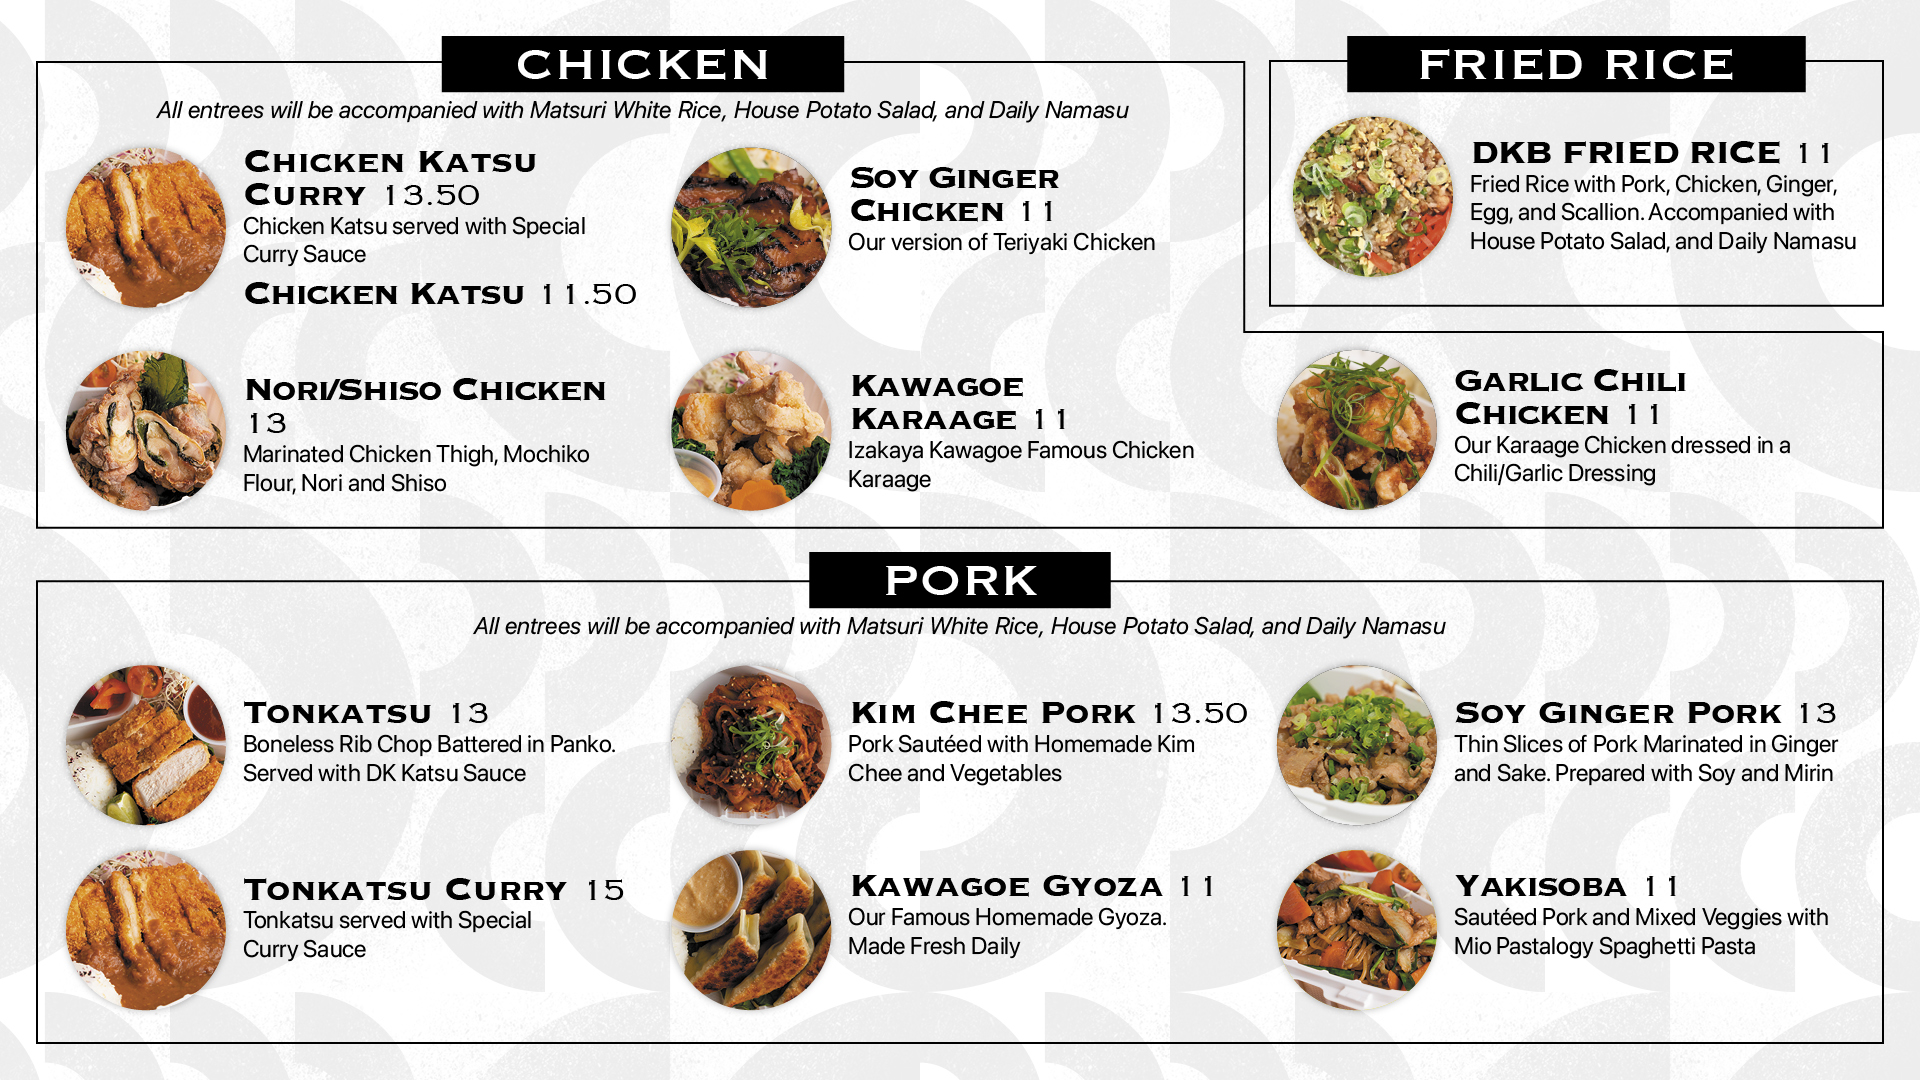 CHICKEN
All entrees will be accompanied with Matsuri White Rice, House Potato Salad, and Daily Namasu
CHICKEN KATSU
CURRY 13.50
Chicken Katsu served with Special
Curry Sauce
CHICKEN KATSU 11.50
SOY GINGER
CHICKEN 11
Our version of Teriyaki Chicken
NORI/SHISO CHICKEN
13
Marinated Chicken Thigh, Mochiko
Flour, Nori and Shiso
KAWAGOE
KARAAGE 11
Izakaya Kawagoe Famous Chicken
Karaage
GARLIC CHILI
CHICKEN 11
Our Karaage Chicken dressed in a
Chili/Garlic Dressing
FRIED RICE
DKB FRIED RICE 11
Fried Rice with Pork, Chicken, Ginger,
Egg, and Scallion. Accompanied with
House Potato Salad, and Daily Namasu
PORK
All entrees will be accompanied with Matsuri White Rice, House Potato Salad, and Daily Namasu
TONKATSU 13
Boneless Rib Chop Battered in Panko.
Served with DK Katsu Sauce
KIM CHEE PORK 13.50
Pork Sautéed with Homemade Kim
Chee and Vegetables
SOY GINGER PORK 13
Thin Slices of Pork Marinated in Ginger
and Sake. Prepared with Soy and Mirin
TONKATSU CURRY 15
Tonkatsu served with Special
Curry Sauce
KAWAGOE GYOZA 11
Our Famous Homemade Gyoza.
Made Fresh Daily
YAKISOBA 11
Sautéed Pork and Mixed Veggies with
Mio Pastalogy Spaghetti Pasta